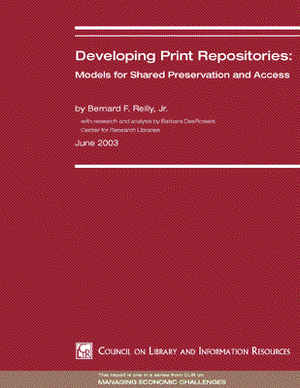 Developing Print Repositories:
Models for Shared Preservation and Access
by Bernard F. Reilly, Jr.
with research and analysis by Barbara DesRosiers
Center for Research Libraries
June 2003
CLIR
COUNCIL ON LIBRARY AND INFORMATION RESOURCES
This report is one in a series from CLIR on
MANAGING ECONOMIC CHALLENGES